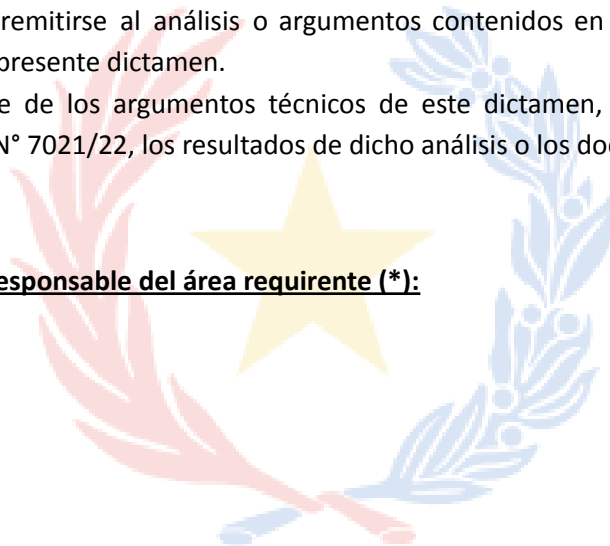 remitirse al análisis o argumentos contenidos en
presente dictamen.
e de los argumentos técnicos de este dictamen,
N° 7021/22, los resultados de dicho análisis o los do
esponsable del área requirente (*):